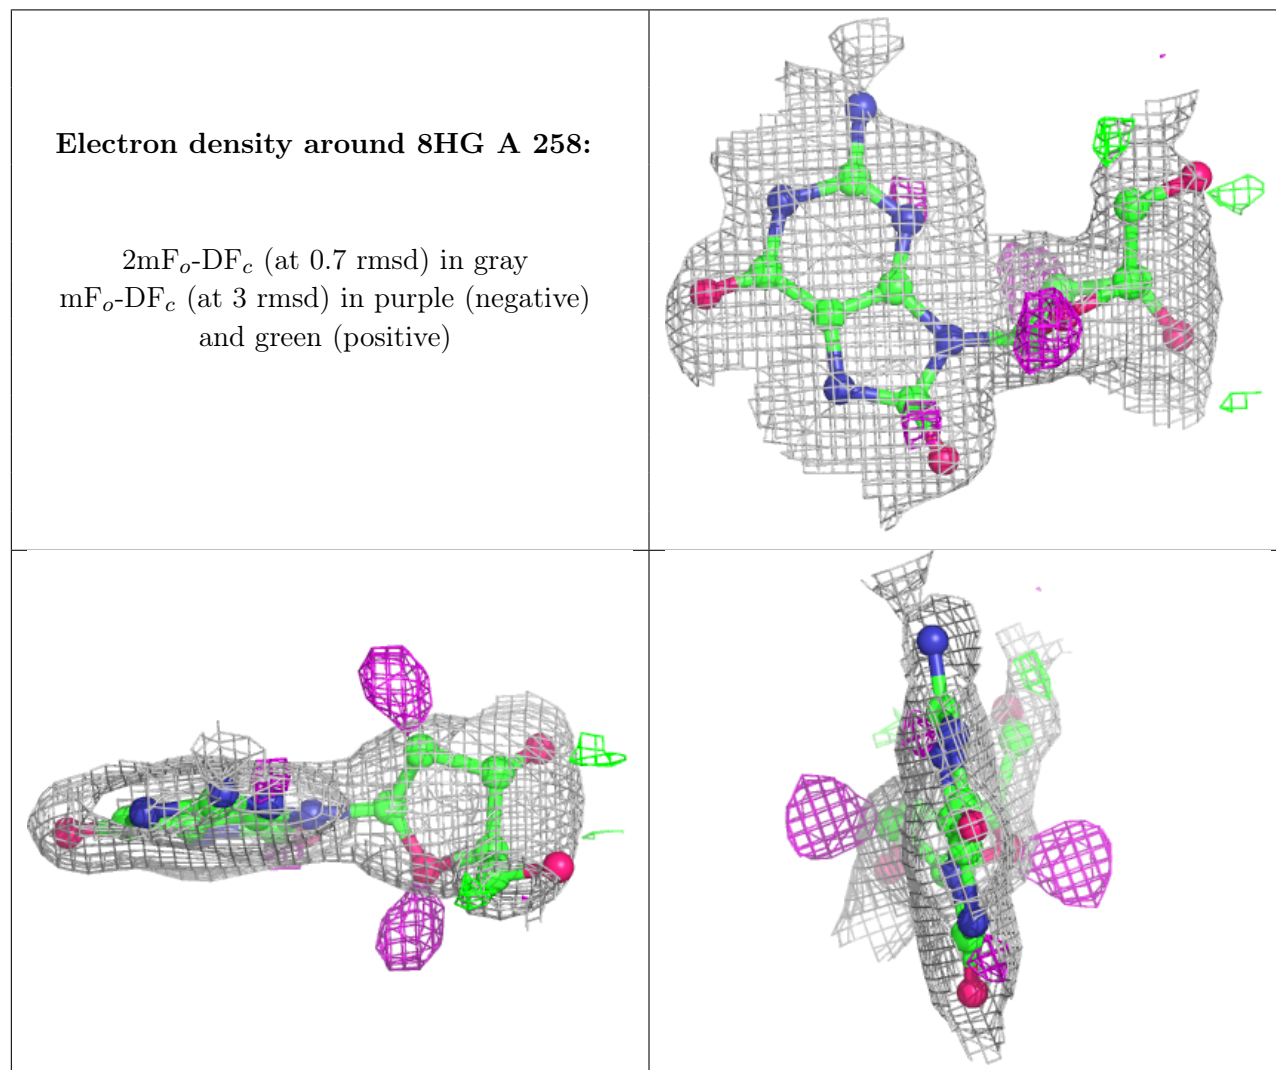 Electron density around 8HG A 258:
2mFo-DFc (at 0.7 rmsd) in gray
mFo-DFc (at 3 rmsd) in purple (negative)
and green (positive)